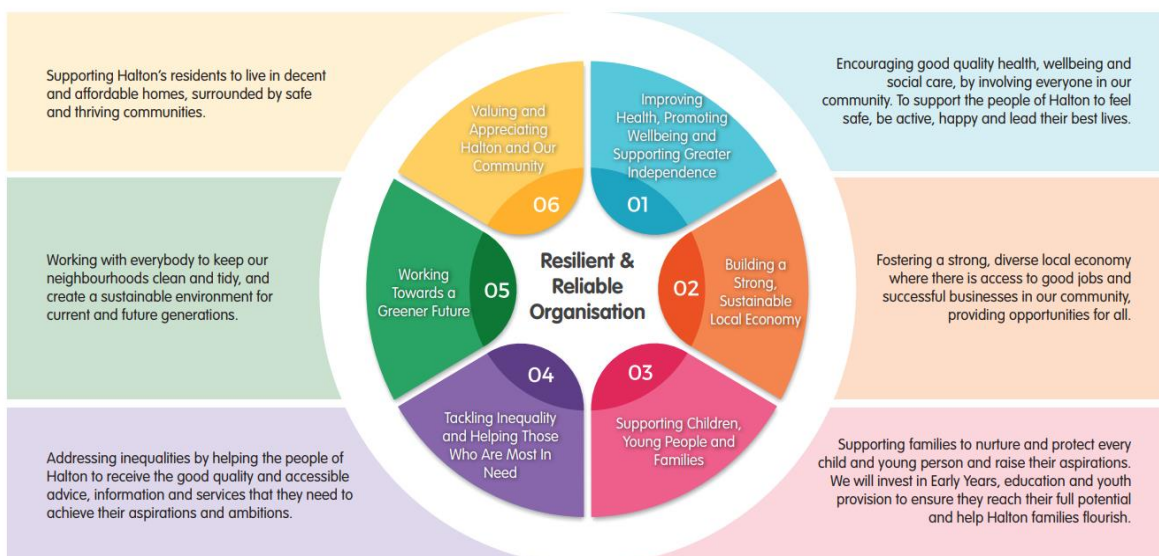 Supporting Halton's residents to live in decent
and affordable homes, surrounded by safe
and thriving communities.
Working with everybody to keep our
neighbourhoods clean and tidy, and
create a sustainable environment for
current and future generations.
Addressing inequalities by helping the people of
Halton to receive the good quality and accessible
advice, information and services that they need to
achieve their aspirations and ambitions.
Valuing and
Appreciating
Halton and Our
Community
06
Improving
Health, Promoting
Wellbeing and
Supporting Greater
Independence
01
Working
Towards a
Greener Future
05
Resilient &
Reliable
Organisation
02
Building a
Strong,
Sustainable
Local Economy
04
Tackling Inequality
and Helping Those
Who Are Most In
Need
03
Supporting Children,
Young People and
Families
Encouraging good quality health, wellbeing and
social care, by involving everyone in our
community. To support the people of Halton to feel
safe, be active, happy and lead their best lives.
Fostering a strong, diverse local economy
where there is access to good jobs and
successful businesses in our community,
providing opportunities for all.
Supporting families to nurture and protect every
child and young person and raise their aspirations.
We will invest in Early Years, education and youth
provision to ensure they reach their full potential
and help Halton families flourish.